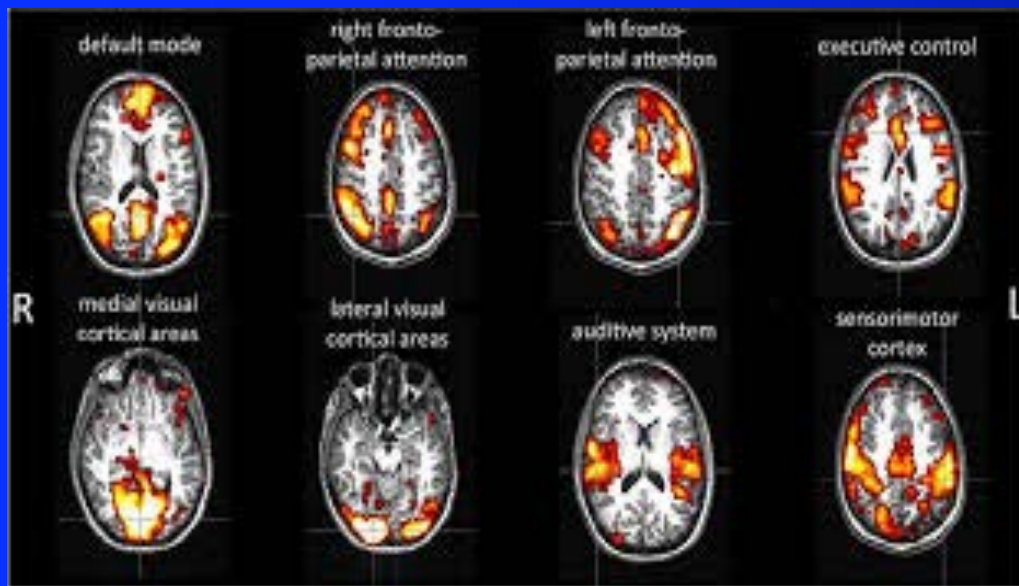 default mode
right fronto-
parietal attention
left fronto-
parietal attention
executive control
R
L
medial visual
cortical areas
lateral visual
cortical areas
auditive system
sensorimotor
cortex